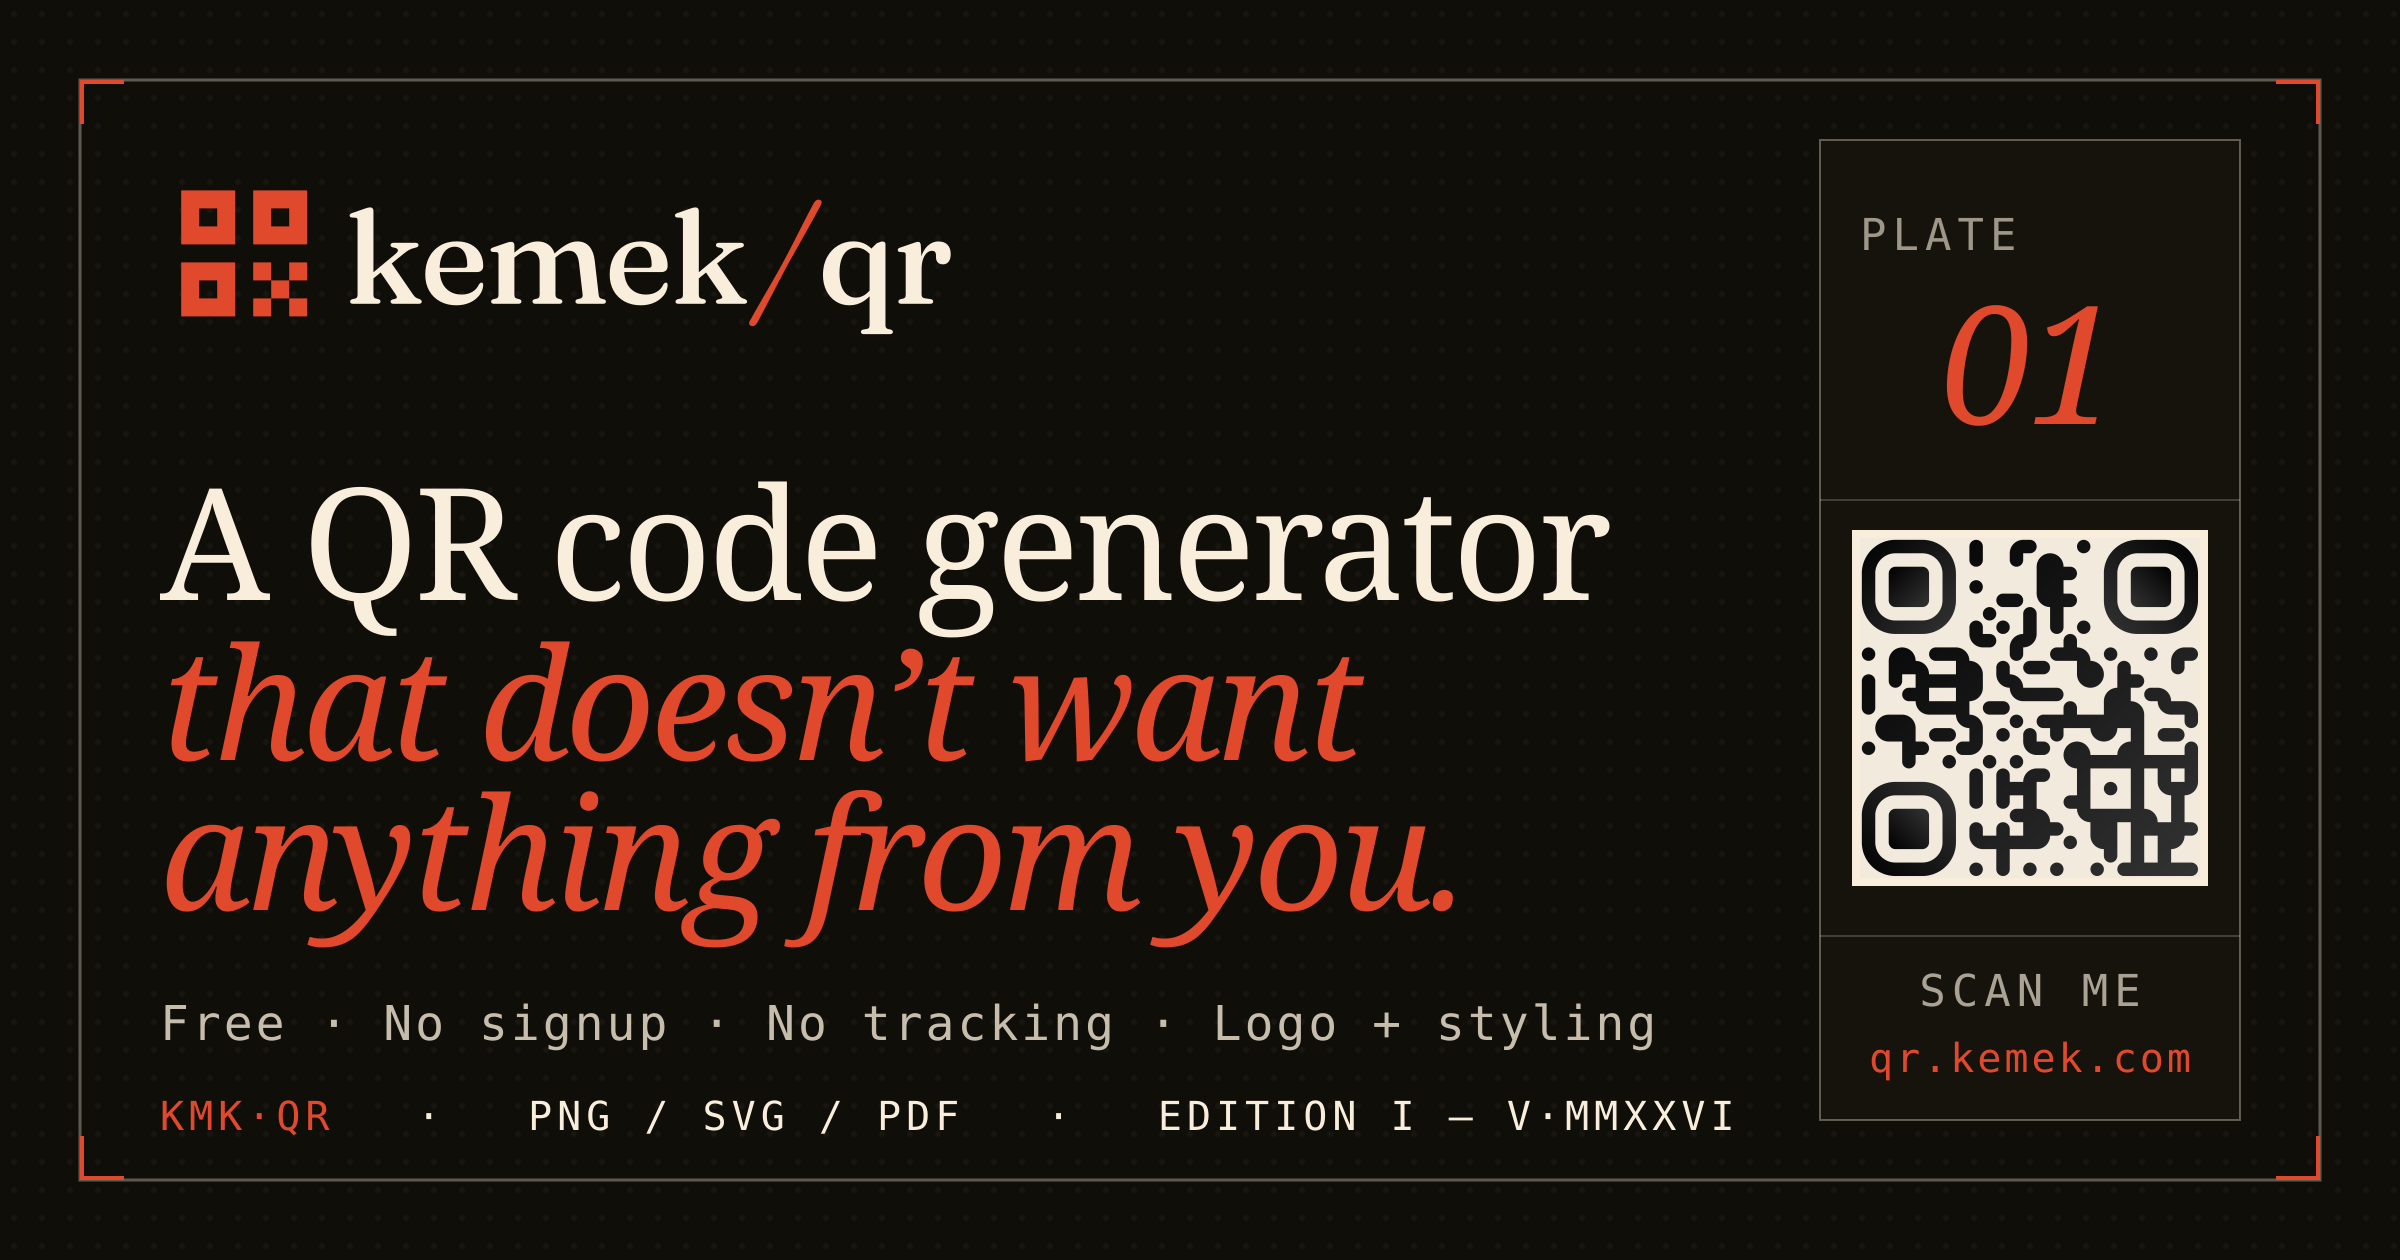 kemek/qr
A QR code generator
that doesn’t want
anything from you.
Free · No signup · No tracking · Logo + styling
KMK·QR · PNG / SVG / PDF · EDITION I — V·MMXXVI
PLATE
01
SCAN ME
qr.kemek.com